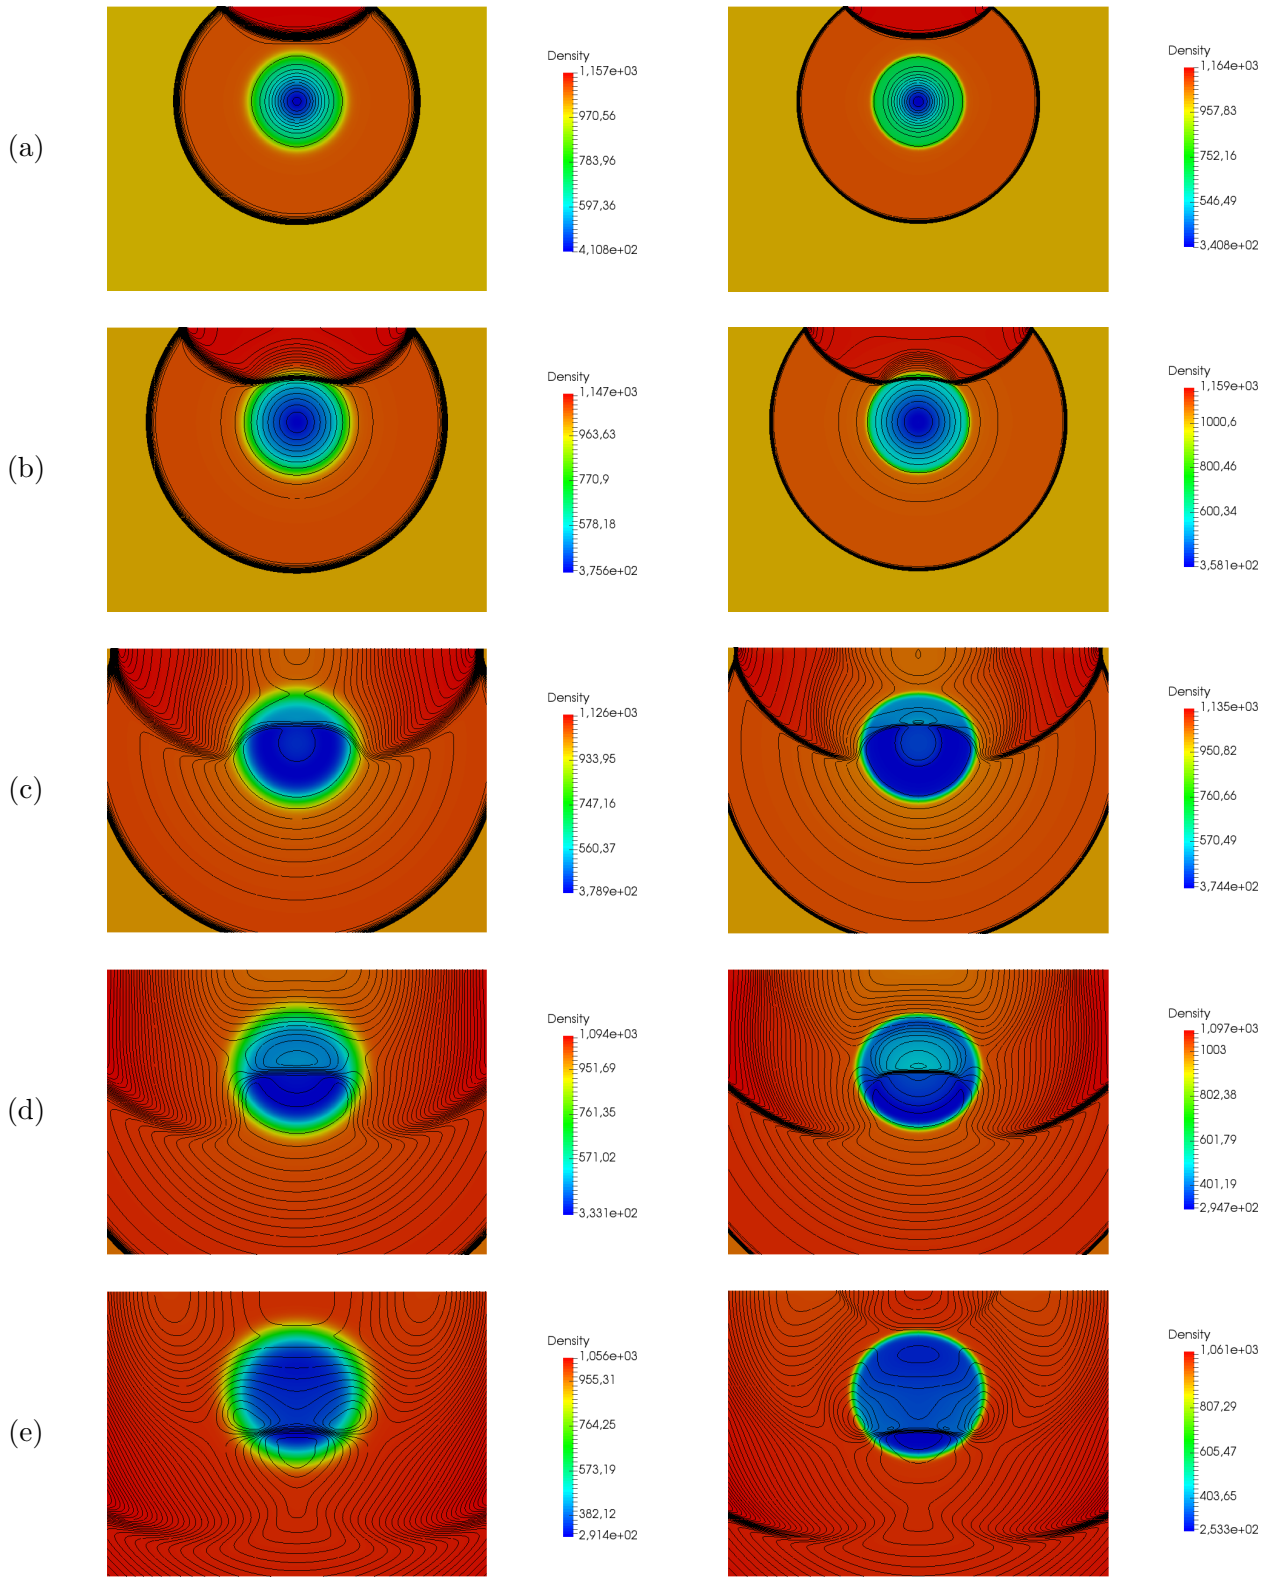 (a)
Density
1,157e+03
970,56
783,96
597,36
4,108e+02
Density
1,164e+03
957,83
752,16
546,49
3,408e+02
(b)
Density
1,147e+03
963,63
770,9
578,18
3,756e+02
Density
1,159e+03
1000,6
800,46
600,34
3,581e+02
(c)
Density
1,126e+03
933,95
747,16
560,37
3,789e+02
Density
1,135e+03
950,82
760,66
570,49
3,744e+02
(d)
Density
1,094e+03
951,69
761,35
571,02
3,331e+02
Density
1,097e+03
1003
802,38
601,79
401,19
2,947e+02
(e)
Density
1,056e+03
955,31
764,25
573,19
382,12
2,914e+02
Density
1,061e+03
807,29
605,47
403,65
2,533e+02